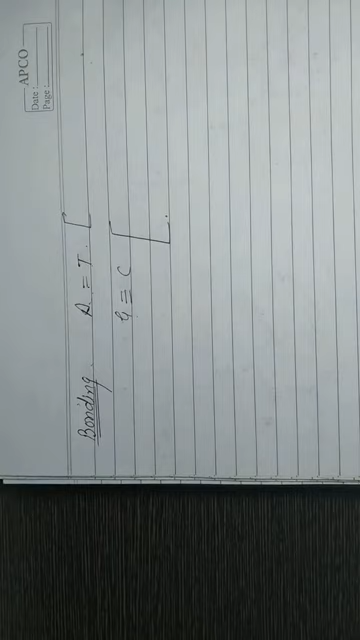 APCO
Date :
Page :
Bonding. A = T.
G ≡ C